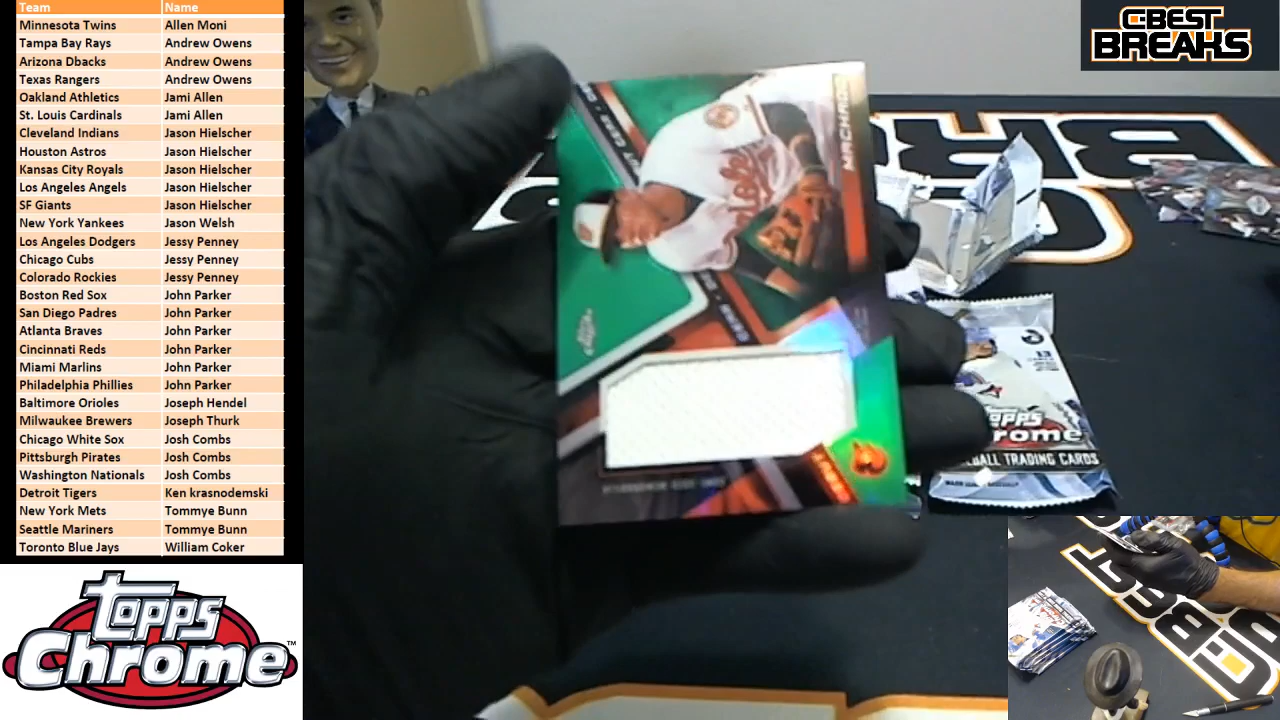 Team Name
Minnesota Twins Allen Moni
Tampa Bay Rays Andrew Owens
Arizona Dbacks Andrew Owens
Texas Rangers Andrew Owens
Oakland Athletics Jami Allen
St. Louis Cardinals Jami Allen
Cleveland Indians Jason Hielscher
Houston Astros Jason Hielscher
Kansas City Royals Jason Hielscher
Los Angeles Angels Jason Hielscher
SF Giants Jason Hielscher
New York Yankees Jason Welsh
Los Angeles Dodgers Jessy Penney
Chicago Cubs Jessy Penney
Colorado Rockies Jessy Penney
Boston Red Sox John Parker
San Diego Padres John Parker
Atlanta Braves John Parker
Cincinnati Reds John Parker
Miami Marlins John Parker
Philadelphia Phillies John Parker
Baltimore Orioles Joseph Hendel
Milwaukee Brewers Joseph Thurk
Chicago White Sox Josh Combs
Pittsburgh Pirates Josh Combs
Washington Nationals Josh Combs
Detroit Tigers Ken krasnodemski
New York Mets Tommye Bunn
Seattle Mariners Tommye Bunn
Toronto Blue Jays William Coker
Topps
Chrome™
C-BEST
BREAKS
MACHADO
TRADING CARDS